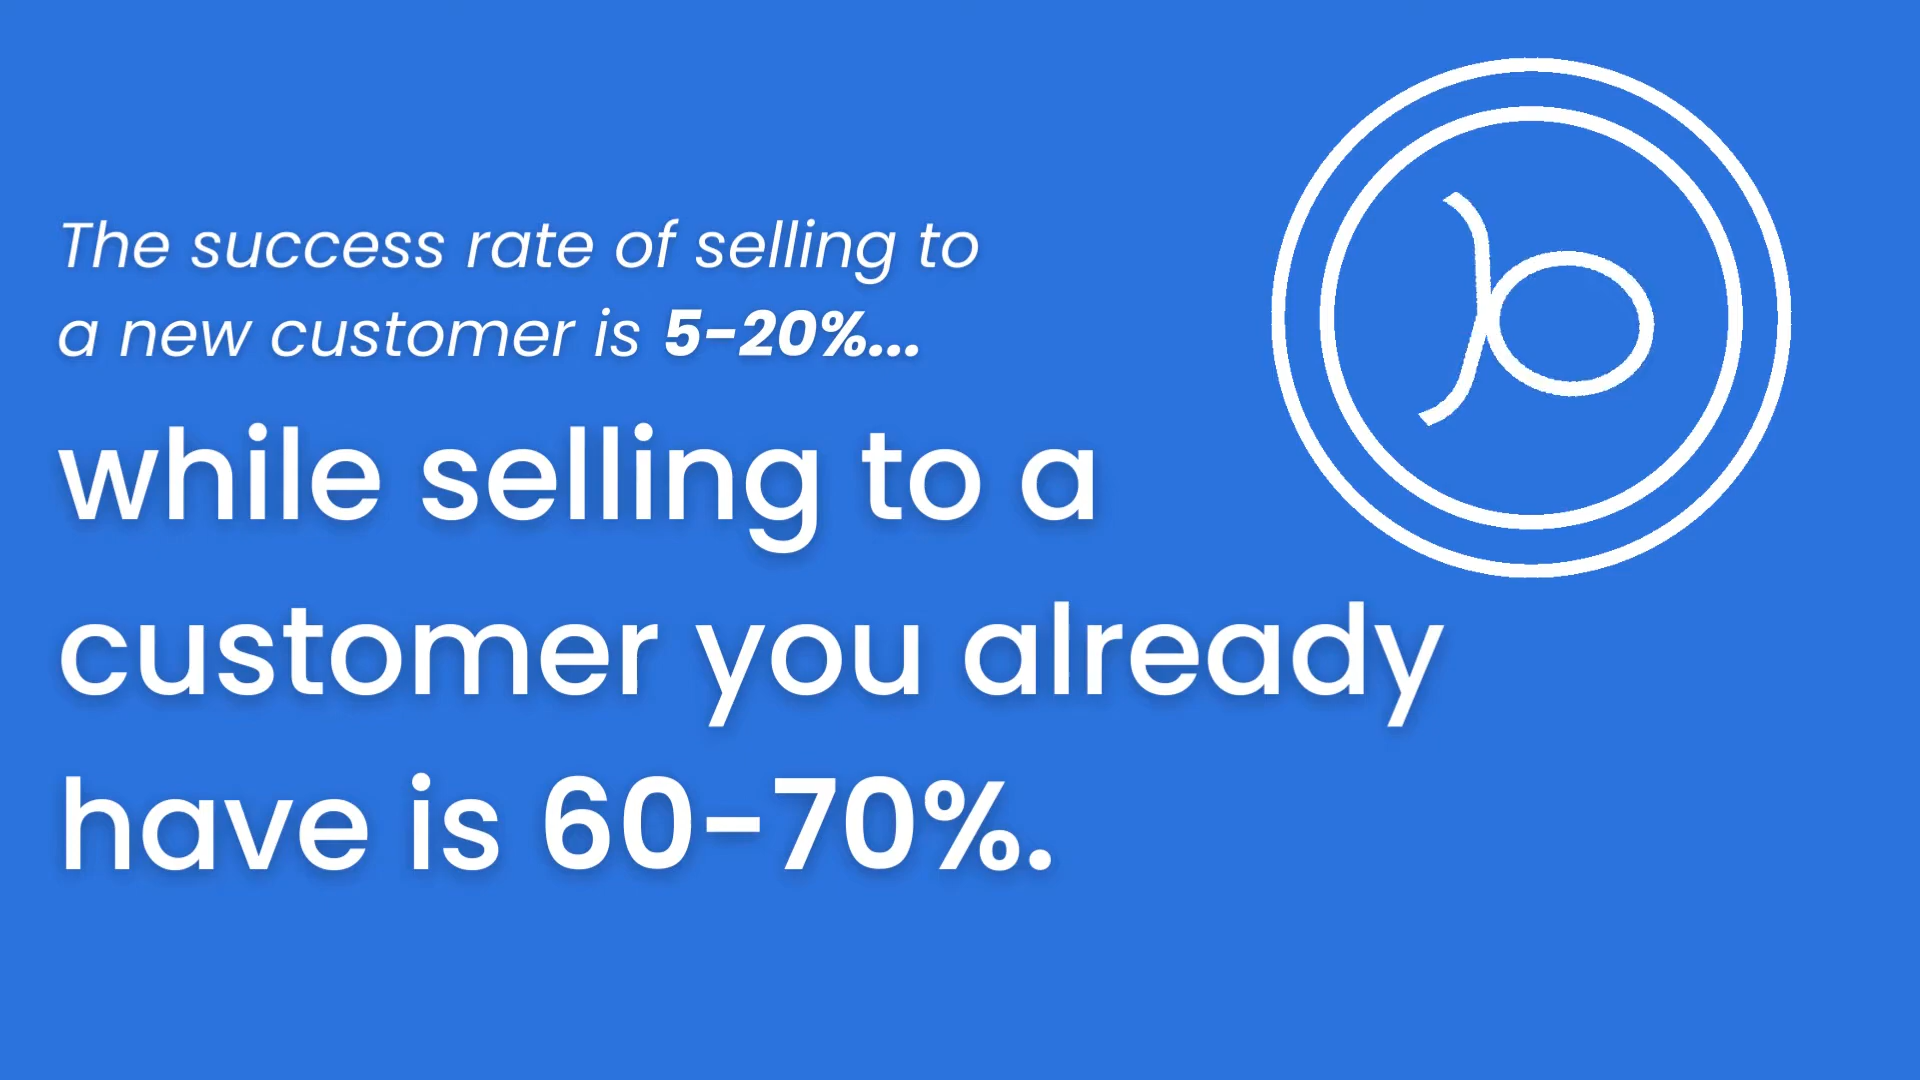 The success rate of selling to
a new customer is 5-20%...
while selling to a
customer you already
have is 60-70%.